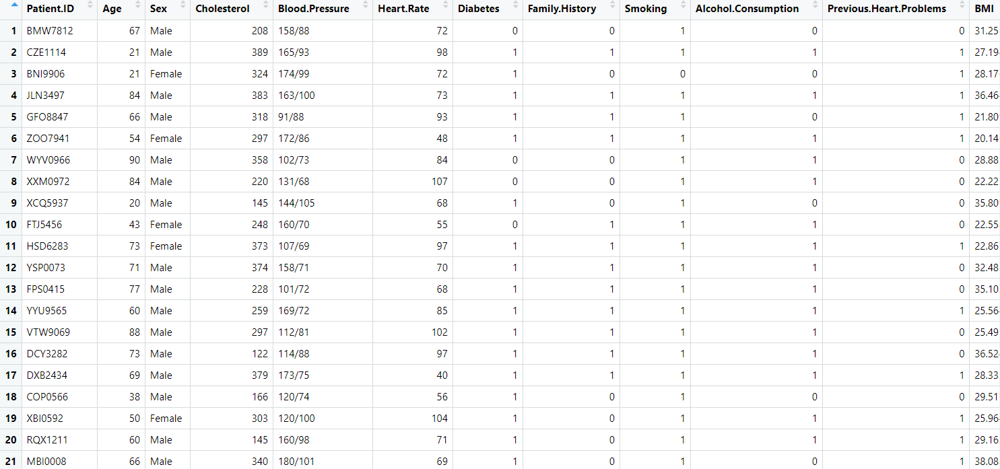 Patient.ID Age Sex Cholesterol Blood.Pressure Heart.Rate Diabetes Family.History Smoking Alcohol.Consumption Previous.Heart.Problems BMI
1 BMW7812 67 Male 208 158/88 72 0 0 1 0 0 31.25
2 CZE1114 21 Male 389 165/93 98 1 1 1 1 1 27.19
3 BNI9906 21 Female 324 174/99 72 1 0 0 0 1 28.17
4 JLN3497 84 Male 383 163/100 73 1 1 1 1 1 36.46
5 GFO8847 66 Male 318 91/88 93 1 1 1 0 1 21.80
6 ZOO7941 54 Female 297 172/86 48 1 1 1 1 1 20.14
7 WYV0966 90 Male 358 102/73 84 0 0 1 1 0 28.88
8 XXM0972 84 Male 220 131/68 107 0 0 1 1 0 22.22
9 XCQ5937 20 Male 145 144/105 68 1 0 1 0 0 35.80
10 FTJ5456 43 Female 248 160/70 55 0 1 1 1 0 22.55
11 HSD6283 73 Female 373 107/69 97 1 1 1 1 1 22.86
12 YSP0073 71 Male 374 158/71 70 1 1 1 1 0 32.48
13 FPS0415 77 Male 228 101/72 68 1 1 1 1 0 35.10
14 YYU9565 60 Male 259 169/72 85 1 1 1 1 1 25.56
15 VTW9069 88 Male 297 112/81 102 1 1 1 1 0 25.49
16 DCY3282 73 Male 122 114/88 97 1 1 1 1 0 36.52
17 DXB2434 69 Male 379 173/75 40 1 1 1 1 1 28.33
18 COP0566 38 Male 166 120/74 56 1 0 1 0 0 29.51
19 XBI0592 50 Female 303 120/100 104 1 0 1 1 1 25.96
20 RQX1211 60 Male 145 160/98 71 1 0 1 1 1 29.16
21 MBI0008 66 Male 340 180/101 69 1 0 1 0 1 38.08